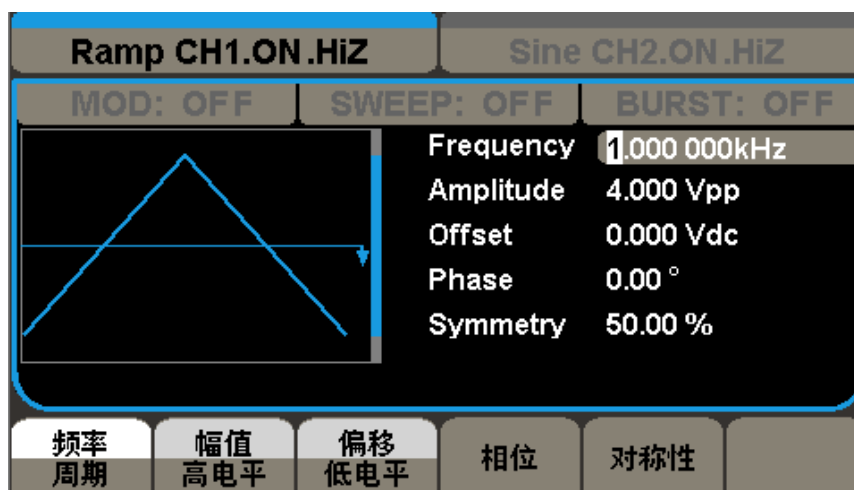 Ramp CH1.ON.HiZ
Sine CH2.ON.HiZ
MOD: OFF
SWEEP: OFF
BURST: OFF
Frequency 1.000 000kHz
Amplitude 4.000 Vpp
Offset 0.000 Vdc
Phase 0.00 °
Symmetry 50.00 %
频率
周期
幅值
高电平
偏移
低电平
相位
对称性